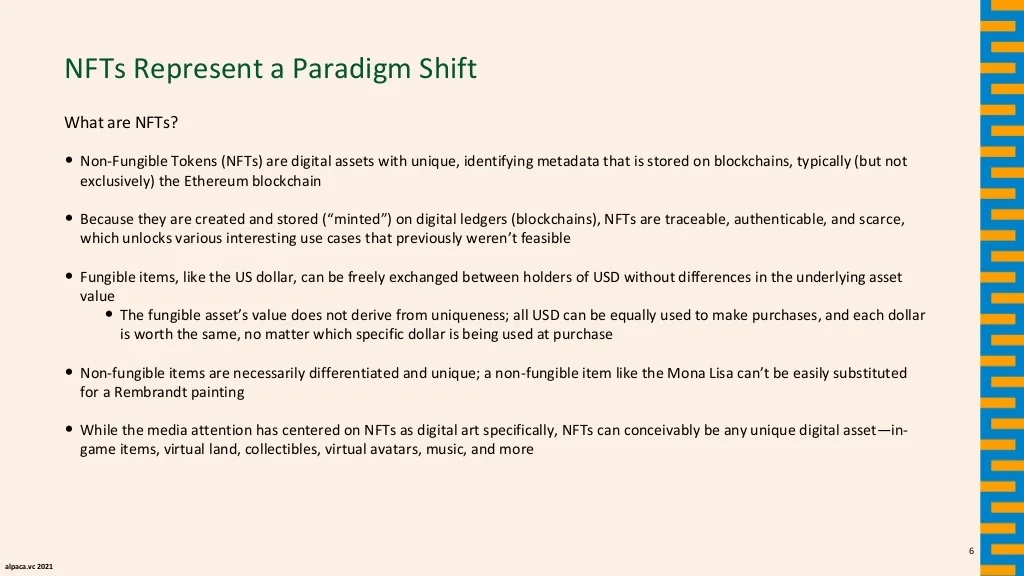 NFTs Represent a Paradigm Shift
What are NFTs?
• Non-Fungible Tokens (NFTs) are digital assets with unique, identifying metadata that is stored on blockchains, typically (but not
exclusively) the Ethereum blockchain
• Because they are created and stored (“minted”) on digital ledgers (blockchains), NFTs are traceable, authenticable, and scarce,
which unlocks various interesting use cases that previously weren’t feasible
• Fungible items, like the US dollar, can be freely exchanged between holders of USD without differences in the underlying asset
value
• The fungible asset’s value does not derive from uniqueness; all USD can be equally used to make purchases, and each dollar
is worth the same, no matter which specific dollar is being used at purchase
• Non-fungible items are necessarily differentiated and unique; a non-fungible item like the Mona Lisa can’t be easily substituted
for a Rembrandt painting
• While the media attention has centered on NFTs as digital art specifically, NFTs can conceivably be any unique digital asset—in-
game items, virtual land, collectibles, virtual avatars, music, and more
6
alpaca.vc 2021